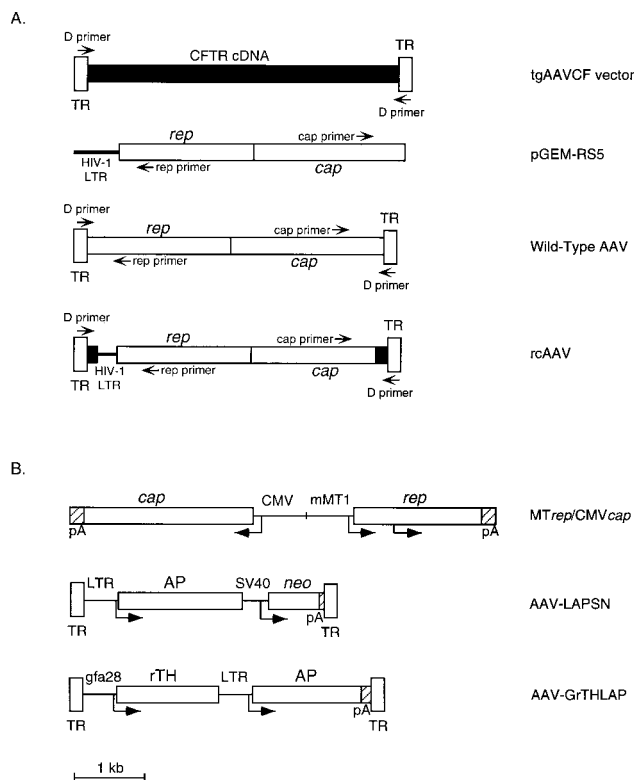 A.
D primer
CFTR cDNA
TR
TR
D primer
tgAAVCF vector
rep
cap primer
HIV-1
LTR
rep primer
cap
pGEM-RS5
D primer
TR
rep
cap primer
TR
rep primer
cap
D primer
Wild-Type AAV
D primer
TR
rep
cap primer
TR
HIV-1
LTR
rep primer
cap
D primer
rcAAV
B.
cap
CMV
mMT1
rep
pA
pA
MTrep/CMVcap
LTR
AP
SV40
neo
pA
TR
TR
AAV-LAPSN
gfa28
rTH
LTR
AP
pA
TR
TR
AAV-GrTHLAP
1 kb